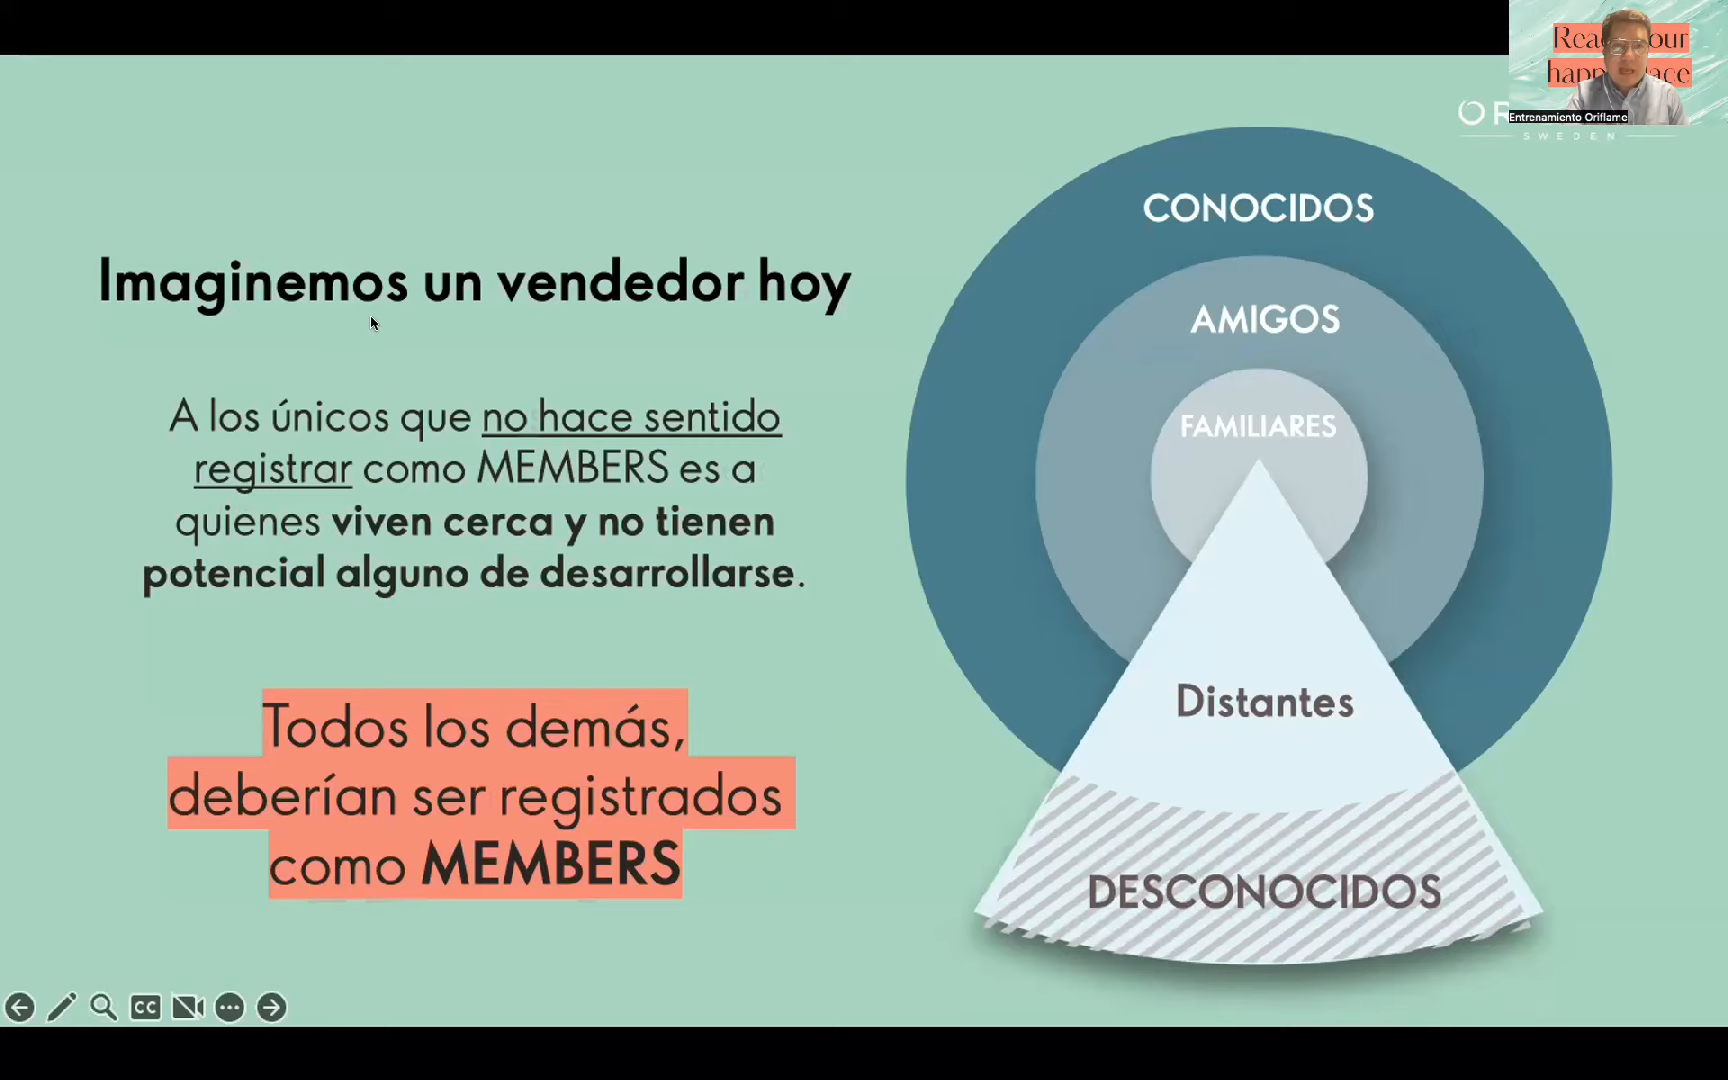 Imaginemos un vendedor hoy
A los únicos que no hace sentido
registrar como MEMBERS es a
quienes viven cerca y no tienen
potencial alguno de desarrollarse.
Todos los demás,
deberían ser registrados
como MEMBERS
CONOCIDOS
AMIGOS
FAMILIARES
Distantes
DESCONOCIDOS
Entrenamiento Oriflame
SWEDEN
CC